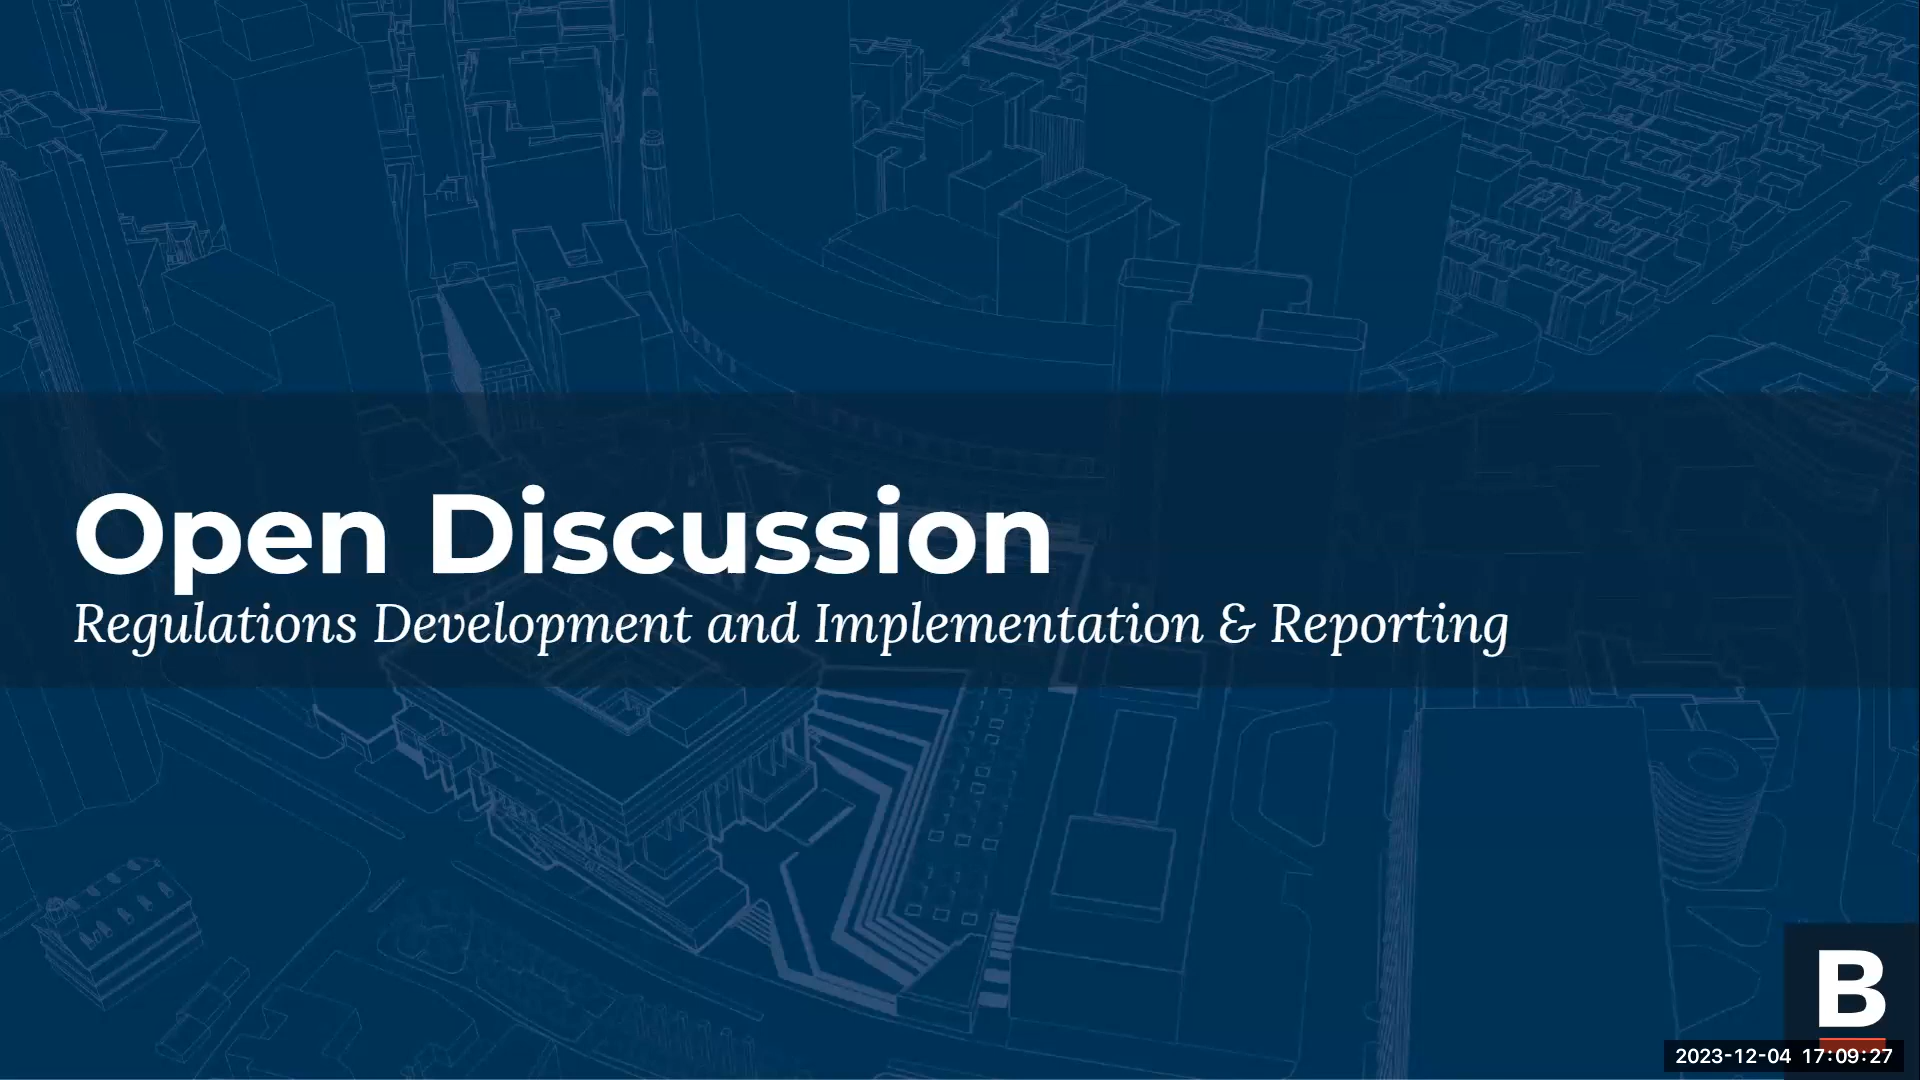 Open Discussion
Regulations Development and Implementation & Reporting
B
2023-12-04 17:09:27